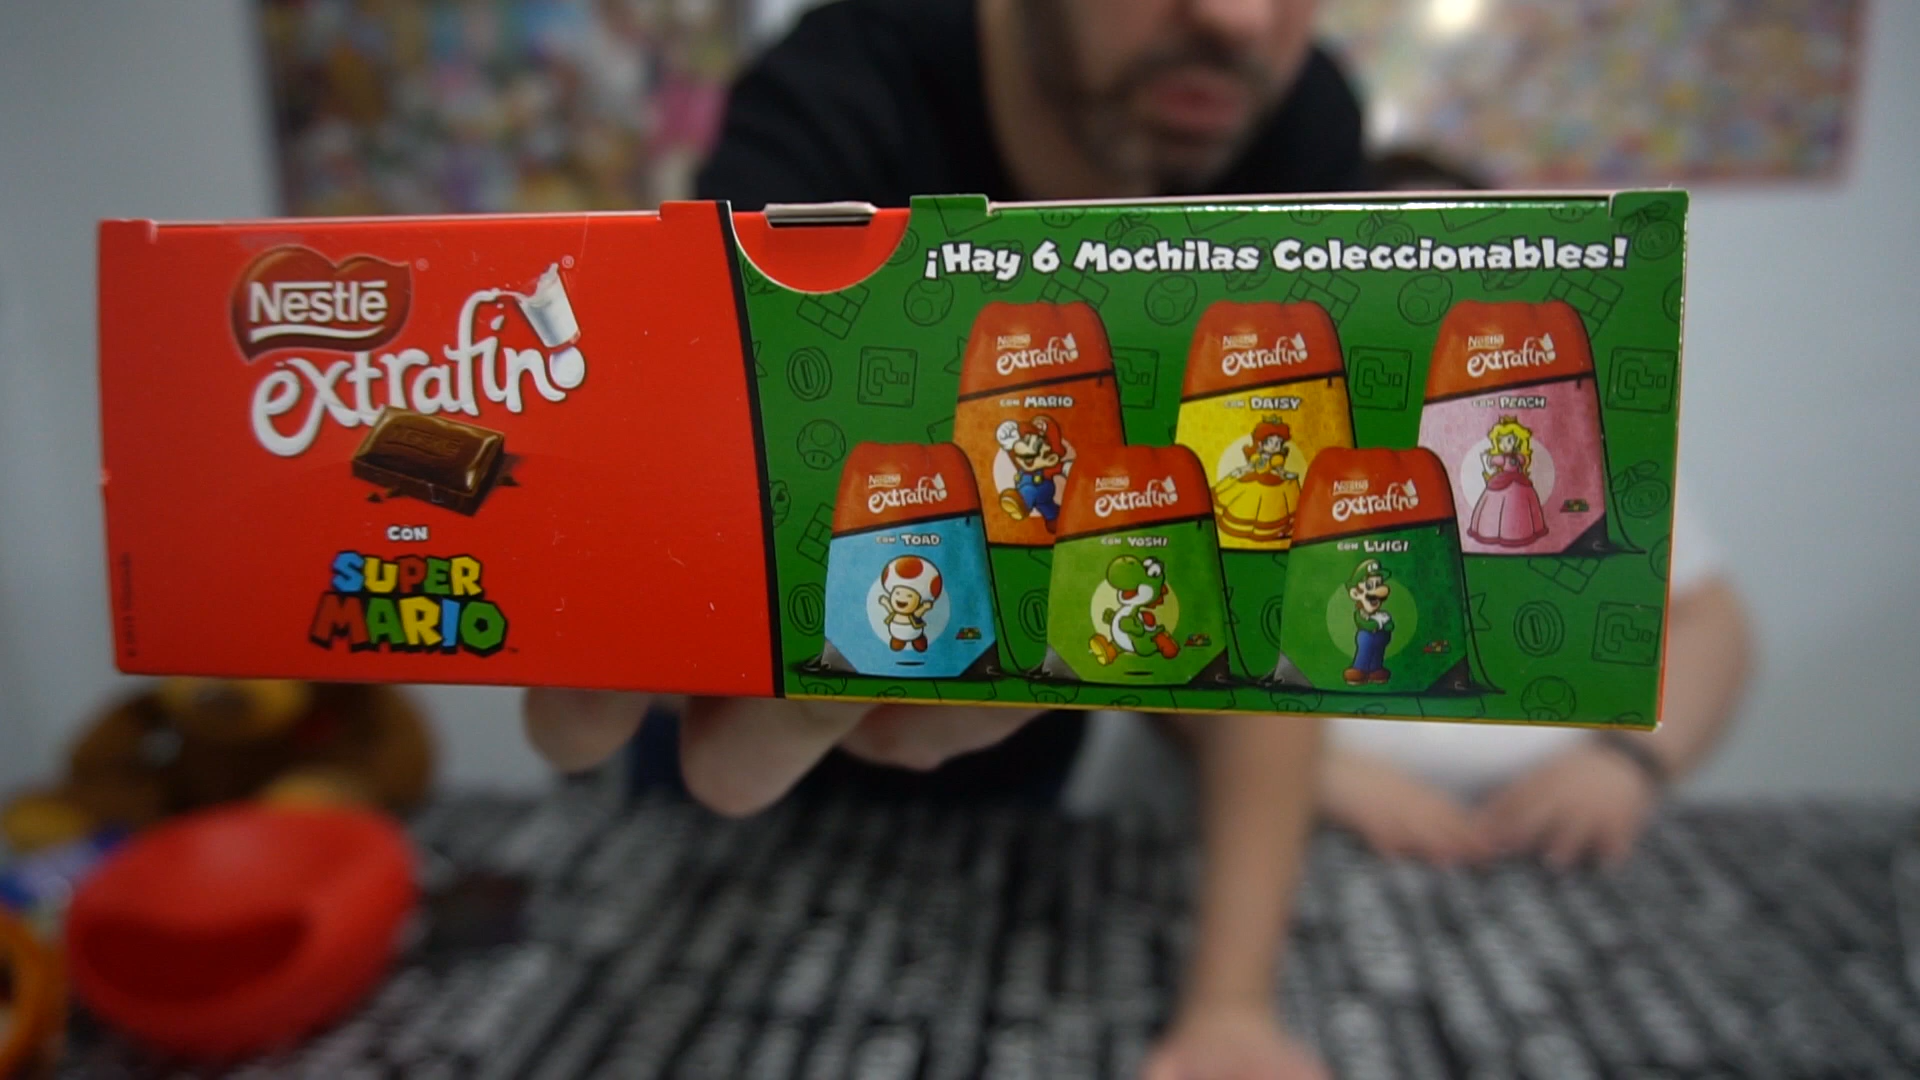 Nestlé
extrafino
CON
SUPER
MARIO
¡Hay 6 Mochilas Coleccionables!
Nestlé
extrafino
CON MARIO
Nestlé
extrafino
CON DAISY
Nestlé
extrafino
CON PEACH
Nestlé
extrafino
CON TOAD
Nestlé
extrafino
CON YOSHI
Nestlé
extrafino
CON LUIGI